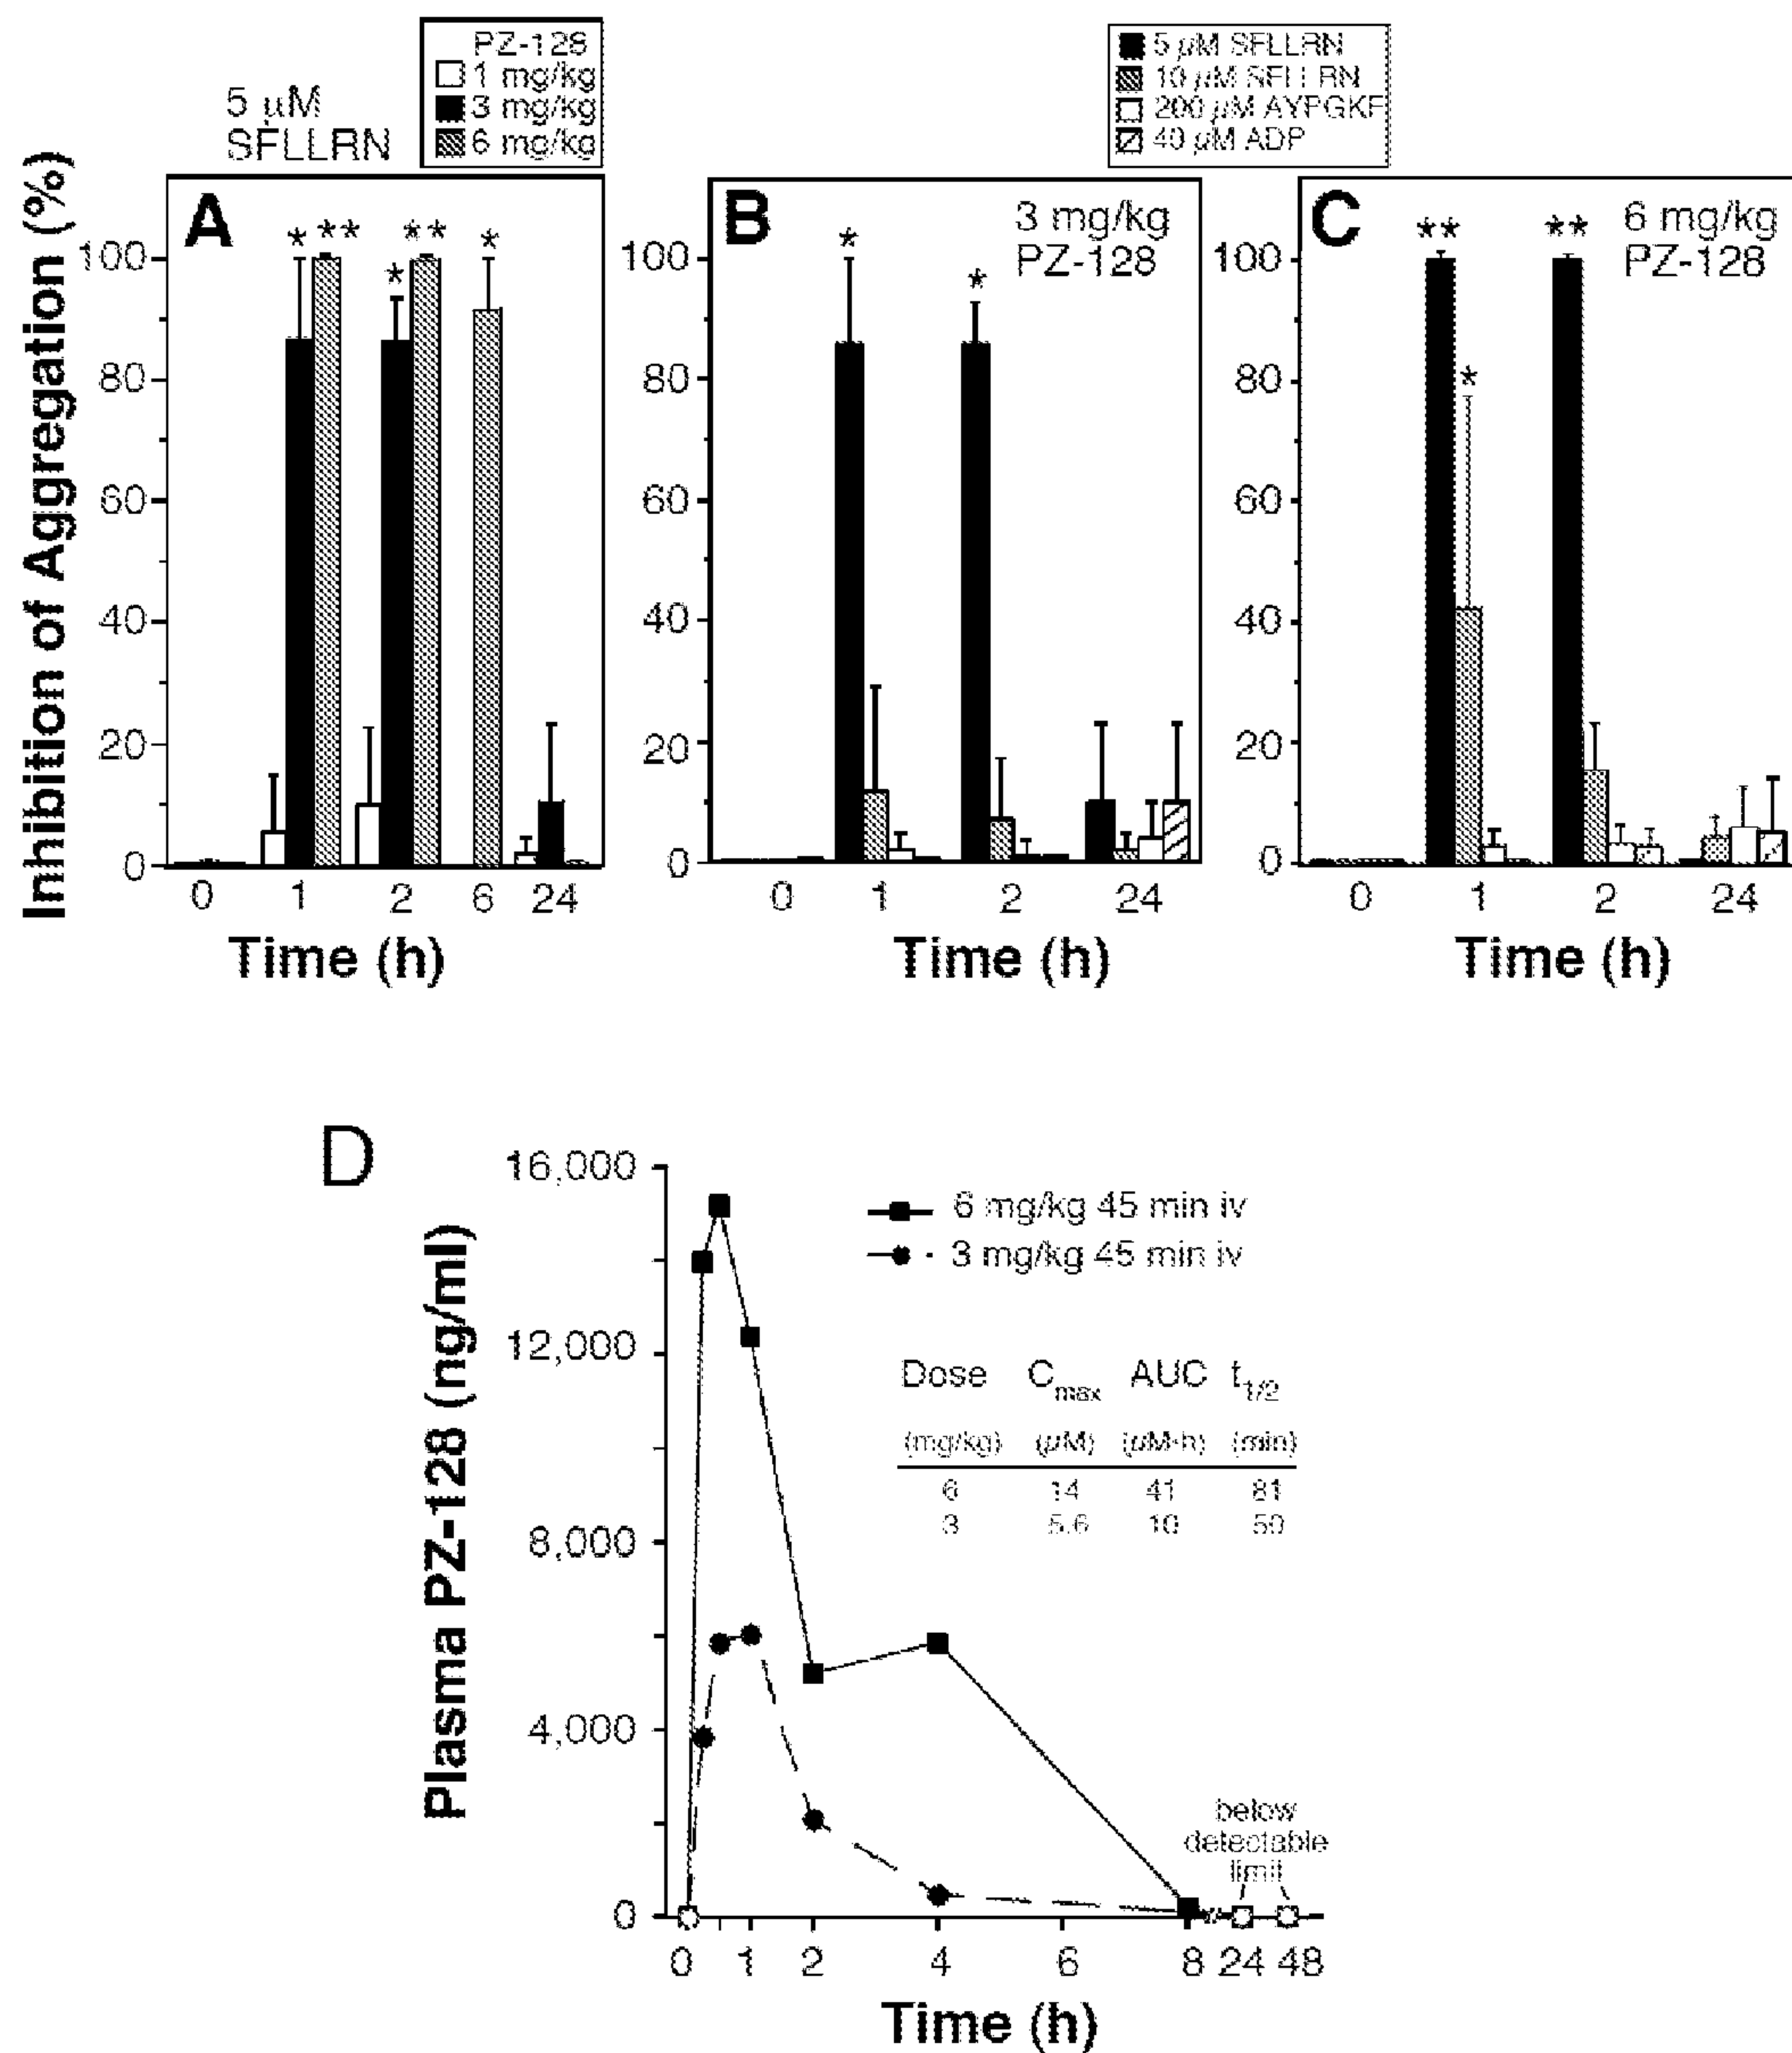 PZ-128
1 mg/kg
3 mg/kg
6 mg/kg
5 µM
SFLLRN
5 µM SFLLRN
10 µM SFLLRN
200 µM AYPGKF
40 µM ADP
Inhibition of Aggregation (%)
A
* ** * ** *
100
80
60
40
20
0
0 1 2 6 24
Time (h)
B
3 mg/kg
PZ-128
* *
100
80
60
40
20
0
0 1 2 24
Time (h)
C
6 mg/kg
PZ-128
** * **
100
80
60
40
20
0
0 1 2 24
Time (h)
D
Plasma PZ-128 (ng/ml)
16,000
12,000
8,000
4,000
0
6 mg/kg 45 min iv
3 mg/kg 45 min iv
Dose Cmax AUC t1/2
(mg/kg) (µM) (µM·h) (min)
6 14 41 81
3 5.6 10 50
below
detectable
limit
0 1 2 4 6 8 24 48
Time (h)